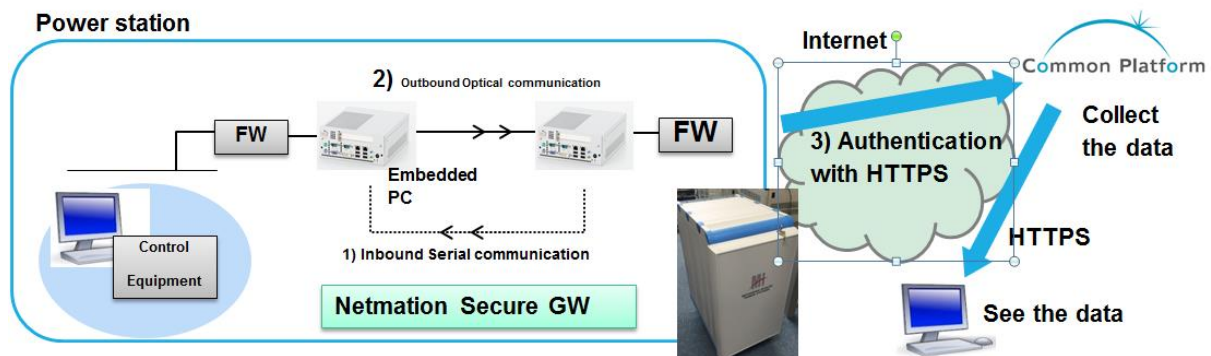 Power station
2) Outbound Optical communication
FW
Embedded
PC
FW
1) Inbound Serial communication
Control
Equipment
Netmation Secure GW
Internet
Common Platform
3) Authentication
with HTTPS
Collect
the data
HTTPS
See the data